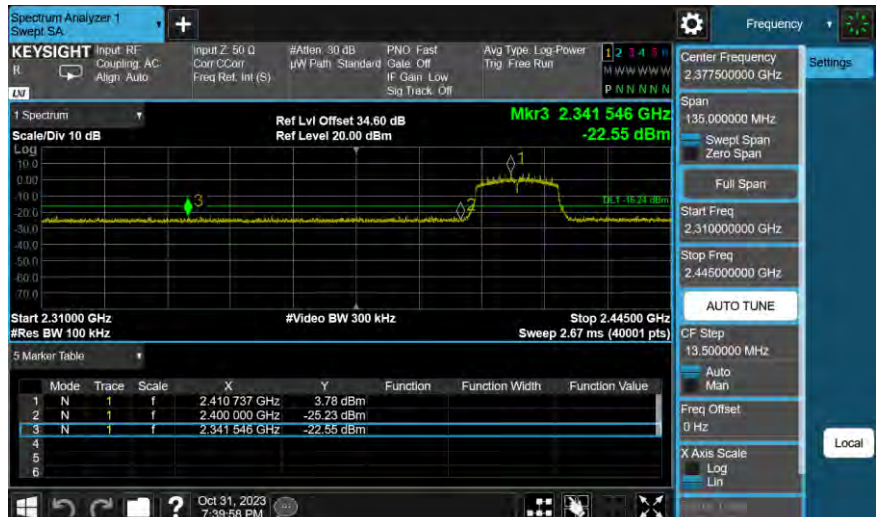 Spectrum Analyzer 1
Swept SA
+
Frequency
KEYSIGHT Input: RF Input Z: 50 Ω #Atten: 30 dB PNO: Fast Avg Type: Log-Power 1 2 3 4 5 6
R Coupling: AC Corr CCorr µW Path: Standard Gate: Off Trig: Free Run M W W W W W
Align: Auto Freq Ref: Int (S) IF Gain: Low P N N N N N
LXI Sig Track: Off
Center Frequency
2.377500000 GHz
Settings
1 Spectrum
Ref Lvl Offset 34.60 dB Mkr3 2.341 546 GHz
Scale/Div 10 dB Ref Level 20.00 dBm -22.55 dBm
Span
135.000000 MHz
Swept Span
Zero Span
Log
10.0
0.00
-10.0
-20.0
-30.0
-40.0
-50.0
-60.0
-70.0
1
2
3
DL1 -16.24 dBm
Full Span
Start Freq
2.310000000 GHz
Stop Freq
2.445000000 GHz
AUTO TUNE
Start 2.31000 GHz #Video BW 300 kHz Stop 2.44500 GHz
#Res BW 100 kHz Sweep 2.67 ms (40001 pts)
CF Step
13.500000 MHz
Auto
Man
5 Marker Table
Mode Trace Scale X Y Function Function Width Function Value
1 N 1 f 2.410 737 GHz 3.78 dBm
2 N 1 f 2.400 000 GHz -25.23 dBm
3 N 1 f 2.341 546 GHz -22.55 dBm
4
5
6
Freq Offset
0 Hz
X Axis Scale
Log
Lin
Local
? Oct 31, 2023
7:39:58 PM